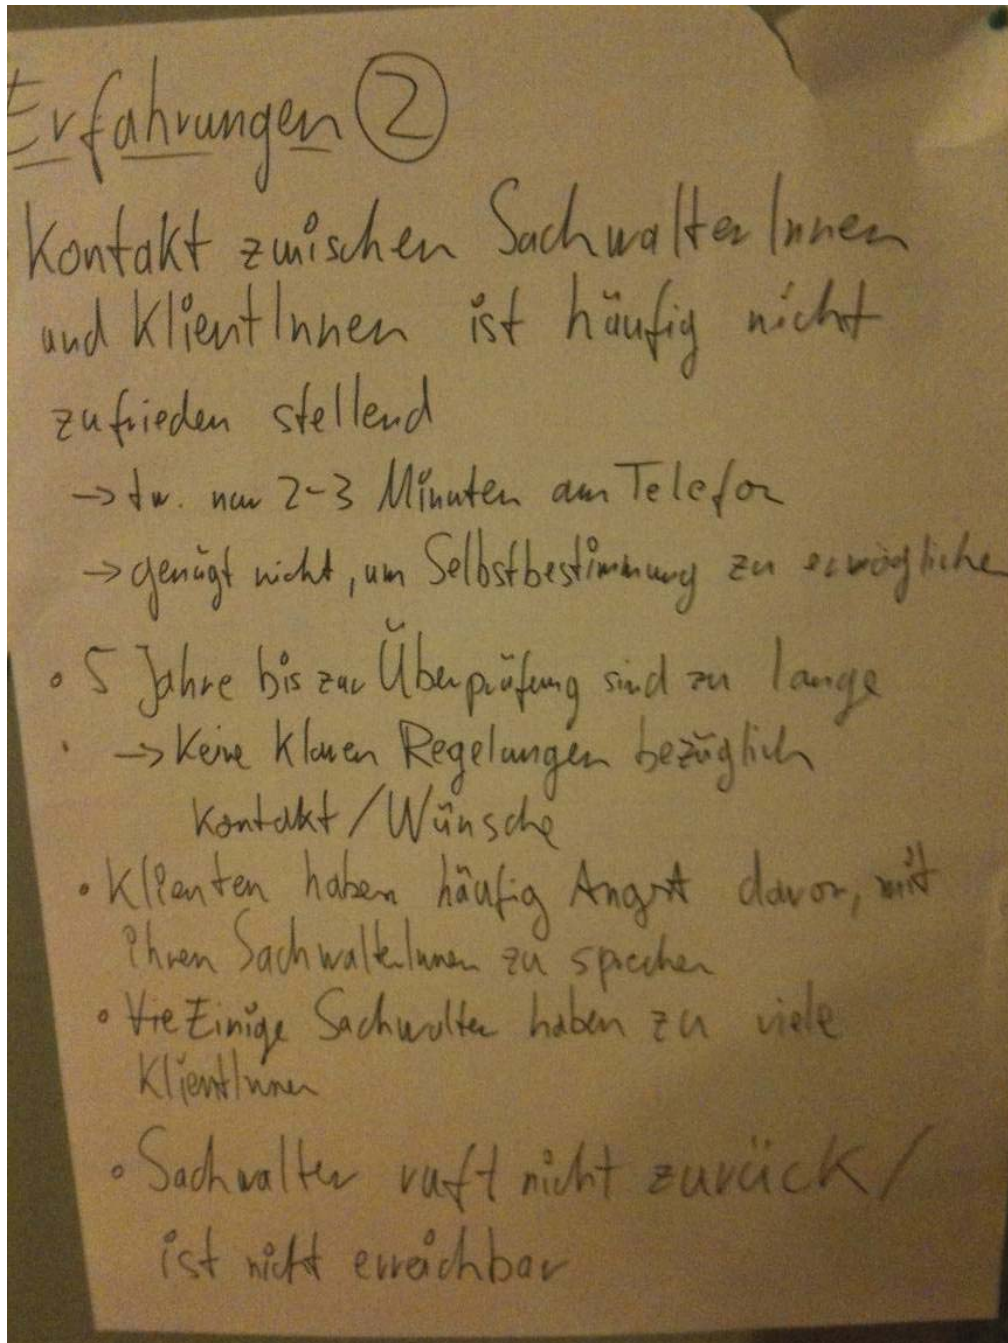 Erfahrungen ②
Kontakt zwischen SachwalterInnen
und KlientInnen ist häufig nicht
zufrieden stellend
→ tw. nur 2-3 Minuten am Telefon
→ genügt nicht, um Selbstbestimmung zu ermögliche
• 5 Jahre bis zur Überprüfung sind zu lange
• → Keine klaren Regelungen bezüglich
Kontakt / Wünsche
• Klienten haben häufig Angst davor, mit
ihren SachwalterInnen zu sprechen
• Vie Einige Sachwalter haben zu viele
KlientInnen
• Sachwalter ruft nicht zurück /
ist nicht erreichbar